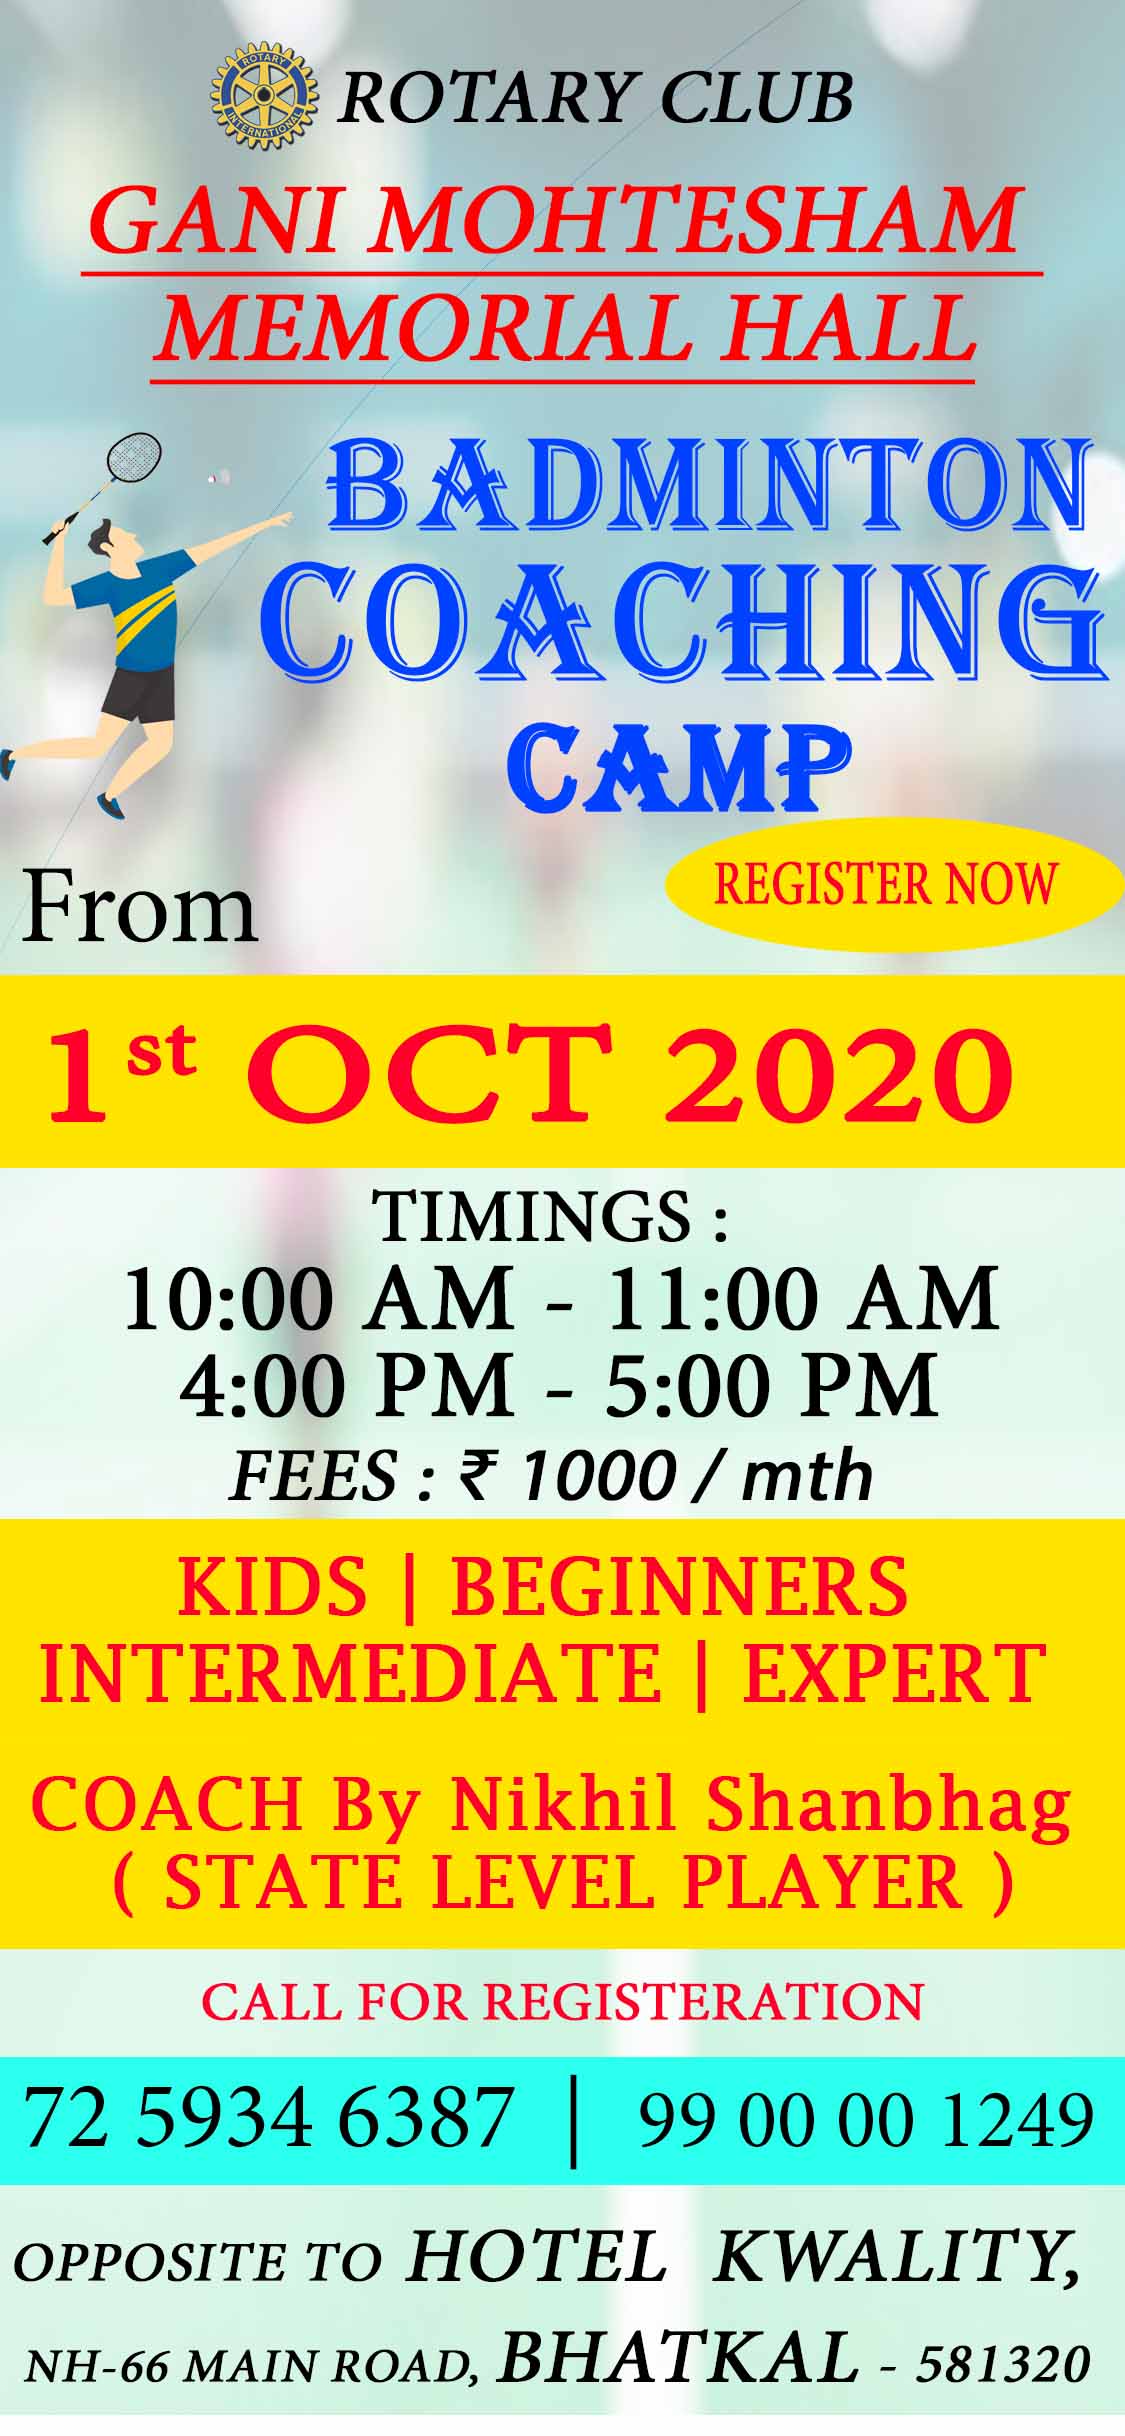 ROTARY INTERNATIONAL
ROTARY CLUB
GANI MOHTESHAM
MEMORIAL HALL
BADMINTON
COACHING
CAMP
REGISTER NOW
From
1st OCT 2020
TIMINGS :
10:00 AM - 11:00 AM
4:00 PM - 5:00 PM
FEES : ₹ 1000 / mth
KIDS | BEGINNERS
INTERMEDIATE | EXPERT
COACH By Nikhil Shanbhag
( STATE LEVEL PLAYER )
CALL FOR REGISTERATION
72 5934 6387 | 99 00 00 1249
OPPOSITE TO HOTEL KWALITY,
NH-66 MAIN ROAD, BHATKAL - 581320